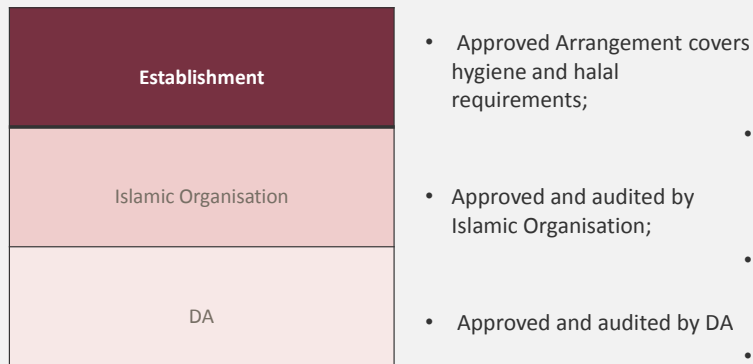 Establishment
Islamic Organisation
DA
• Approved Arrangement covers
hygiene and halal
requirements;
•
• Approved and audited by
Islamic Organisation;
•
• Approved and audited by DA
•